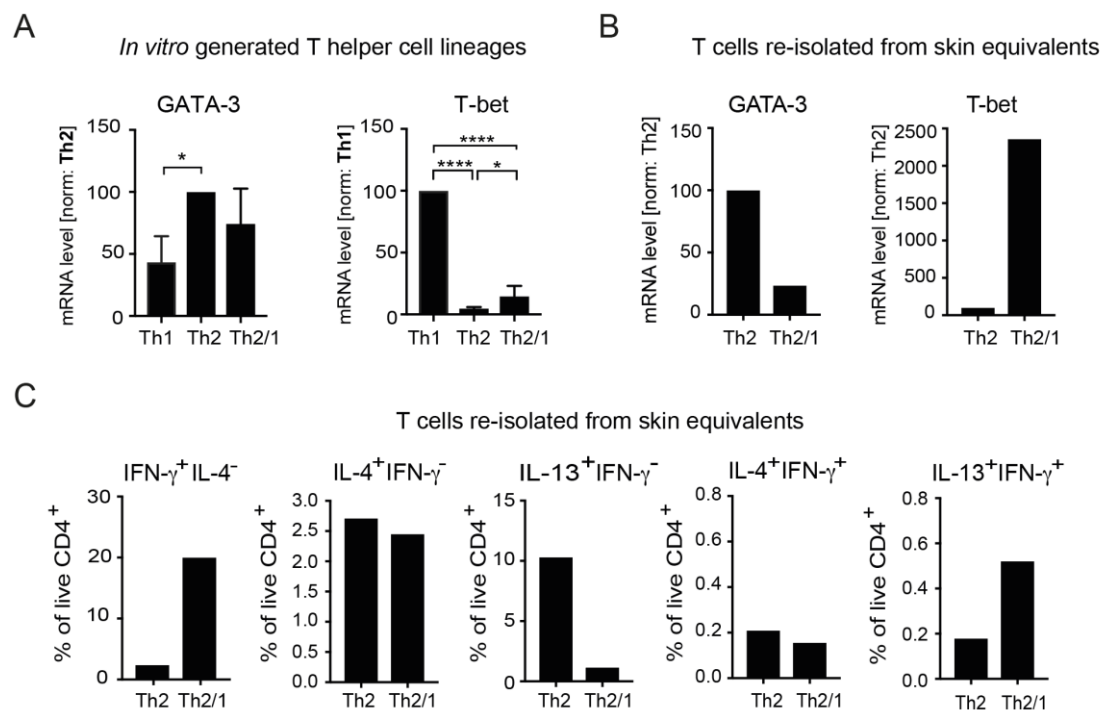 A
In vitro generated T helper cell lineages
GATA-3
mRNA level [norm: Th2]
150
100
50
0
*
Th1 Th2 Th2/1
T-bet
mRNA level [norm: Th1]
150
100
50
0
****
**** *
Th1 Th2 Th2/1
B
T cells re-isolated from skin equivalents
GATA-3
mRNA level [norm: Th2]
150
100
50
0
Th2 Th2/1
T-bet
mRNA level [norm: Th2]
2500
2000
1500
1000
500
0
Th2 Th2/1
C
T cells re-isolated from skin equivalents
IFN-γ⁺ IL-4⁻
% of live CD4⁺
30
20
10
0
Th2 Th2/1
IL-4⁺IFN-γ⁻
% of live CD4⁺
3.0
2.5
2.0
1.5
1.0
0.5
0.0
Th2 Th2/1
IL-13⁺IFN-γ⁻
% of live CD4⁺
15
10
5
0
Th2 Th2/1
IL-4⁺IFN-γ⁺
% of live CD4⁺
0.8
0.6
0.4
0.2
0.0
Th2 Th2/1
IL-13⁺IFN-γ⁺
% of live CD4⁺
0.8
0.6
0.4
0.2
0.0
Th2 Th2/1